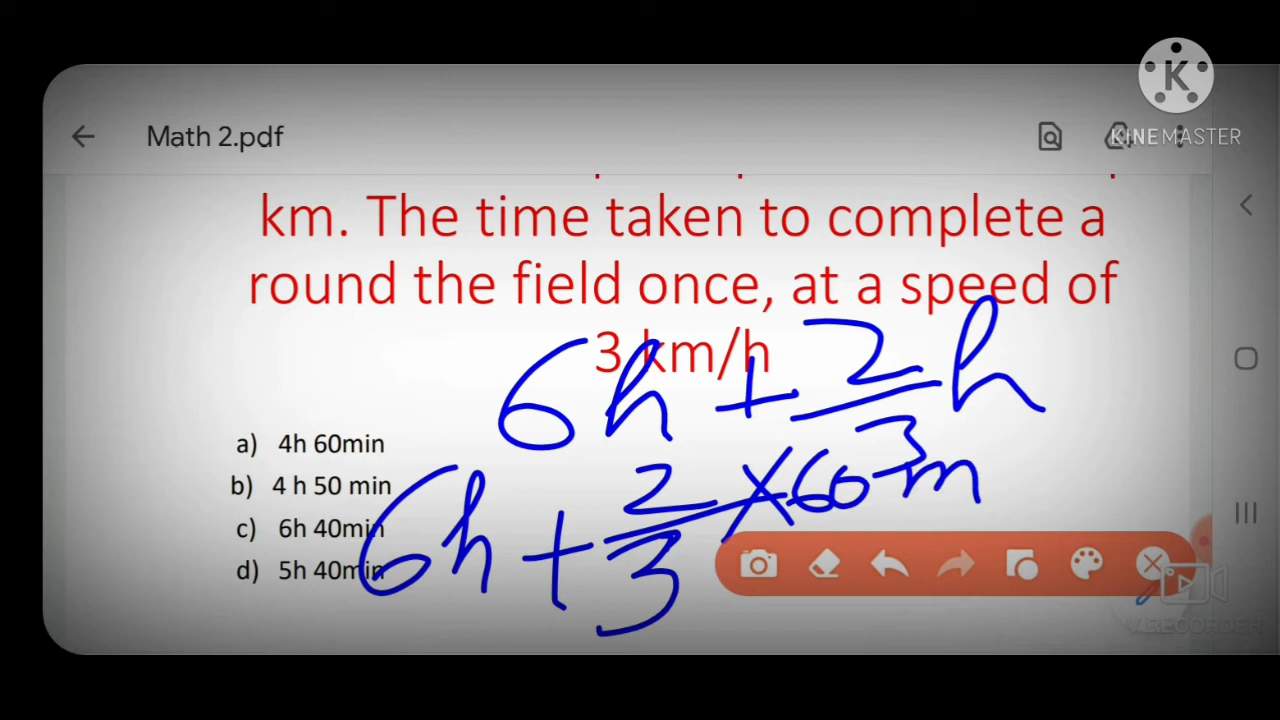 K
KINEMASTER
Math 2.pdf
km. The time taken to complete a
round the field once, at a speed of
3 km/h
6h + 2/3 h
a) 4h 60min
b) 4 h 50 min
c) 6h 40min
d) 5h 40min
6h + 2/3 × 60 m
V RECORDER